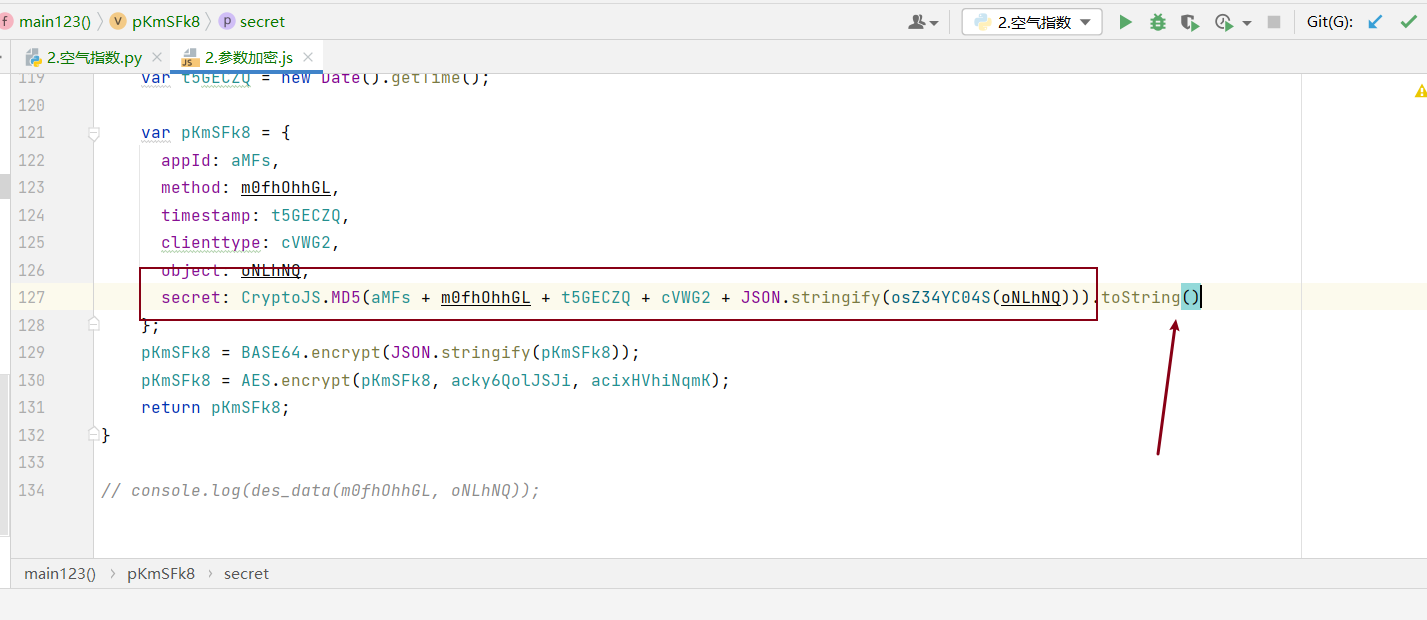 f main123() v pKmSFk8 p secret 2.空气指数 Git(G):
2.空气指数.py 2.参数加密.js
119 var t5GECZQ = new Date().getTime();
120
121 var pKmSFk8 = {
122 appId: aMFs,
123 method: m0fhOhhGL,
124 timestamp: t5GECZQ,
125 clienttype: cVWG2,
126 object: oNLhNQ,
127 secret: CryptoJS.MD5(aMFs + m0fhOhhGL + t5GECZQ + cVWG2 + JSON.stringify(osZ34YC04S(oNLhNQ))).toString()
128 };
129 pKmSFk8 = BASE64.encrypt(JSON.stringify(pKmSFk8));
130 pKmSFk8 = AES.encrypt(pKmSFk8, acky6QolJSJi, acixHVhiNqmK);
131 return pKmSFk8;
132 }
133
134 // console.log(des_data(m0fhOhhGL, oNLhNQ));
main123() pKmSFk8 secret